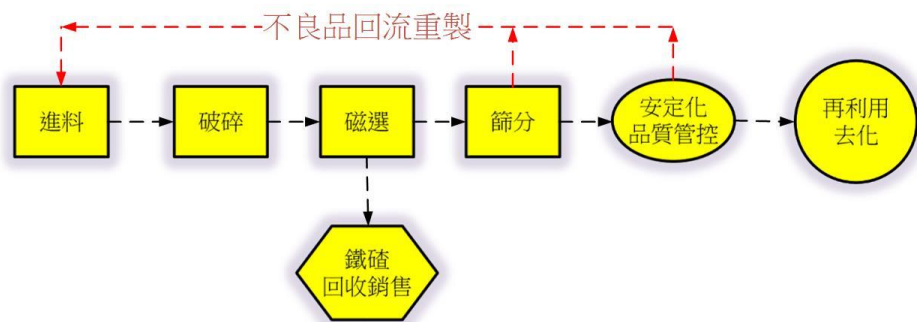 不良品回流重製
進料
破碎
磁選
篩分
安定化
品質管控
再利用
去化
鐵碴
回收銷售